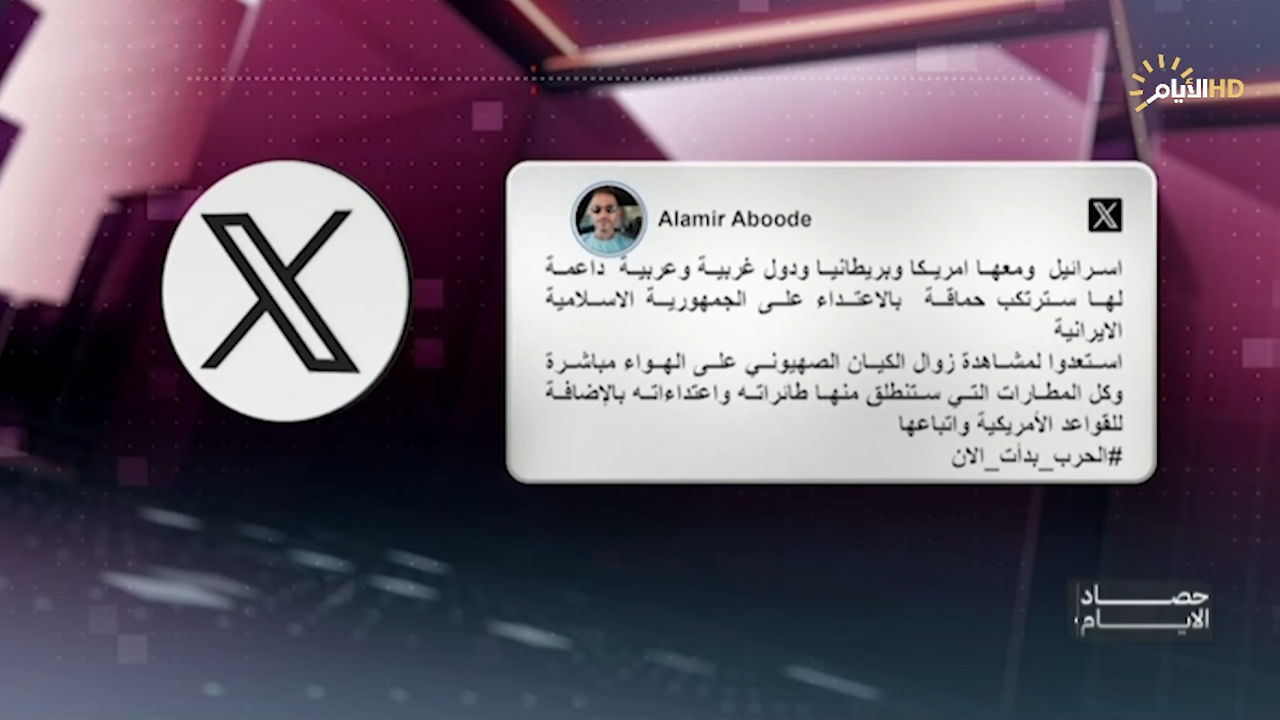 الأيام HD
Alamir Aboode
اسرائيل ومعها امريكا وبريطانيا ودول غربية وعربية داعمة
لها سترتكب حماقة بالاعتداء على الجمهورية الاسلامية
الايرانية
استعدوا لمشاهدة زوال الكيان الصهيوني على الهواء مباشرة
وكل المطارات التي ستنطلق منها طائراته واعتداءاته بالإضافة
للقواعد الأمريكية واتباعها
#الحرب_بدأت_الان
حصاد
الايام